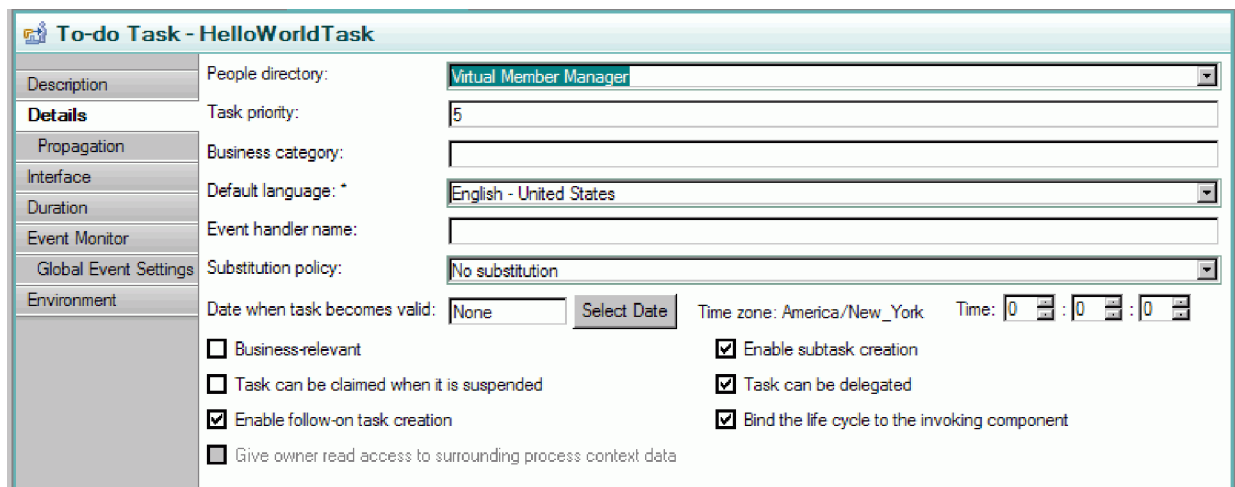 To-do Task - HelloWorldTask
Description
Details
Propagation
Interface
Duration
Event Monitor
Global Event Settings
Environment
People directory: Virtual Member Manager
Task priority: 5
Business category:
Default language: * English - United States
Event handler name:
Substitution policy: No substitution
Date when task becomes valid: None Select Date Time zone: America/New_York Time: 0 : 0 : 0
Business-relevant Enable subtask creation
Task can be claimed when it is suspended Task can be delegated
Enable follow-on task creation Bind the life cycle to the invoking component
Give owner read access to surrounding process context data